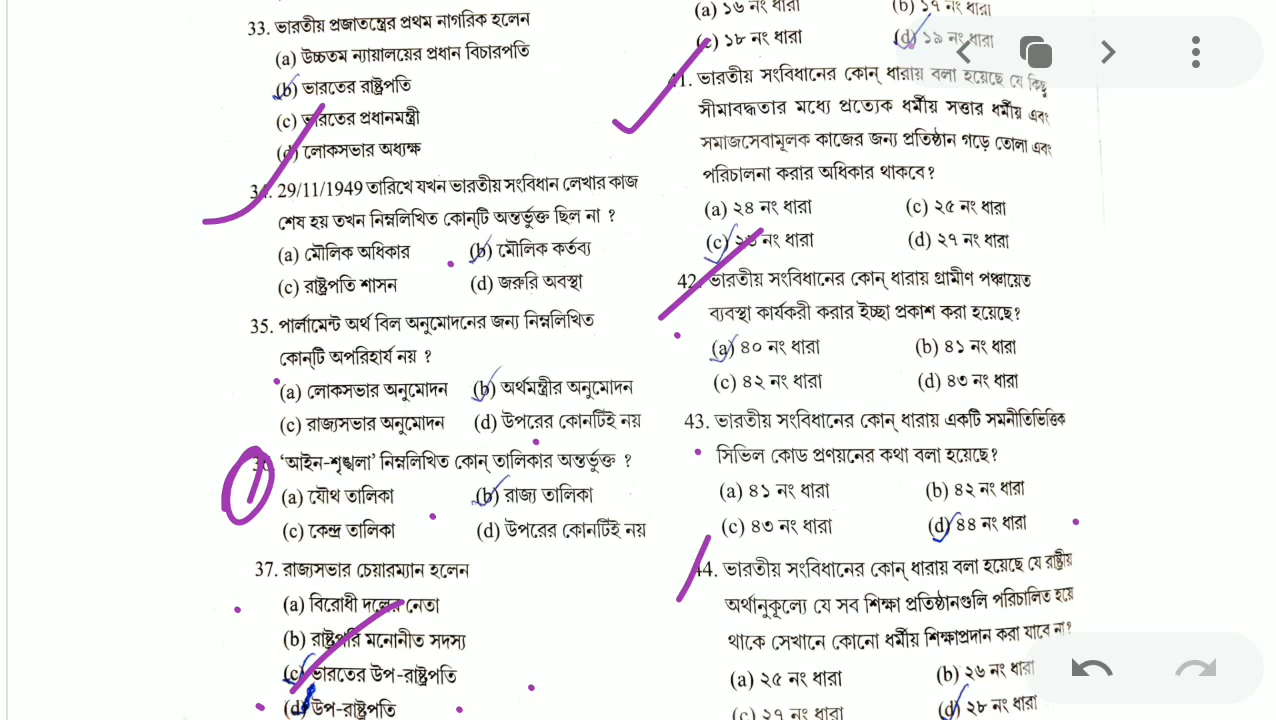 33. ভারতীয় প্রজাতন্ত্রের প্রথম নাগরিক হলেন
(a) উচ্চতম ন্যায়ালয়ের প্রধান বিচারপতি
(b) ভারতের রাষ্ট্রপতি
(c) ভারতের প্রধানমন্ত্রী
(d) লোকসভার অধ্যক্ষ
34. 29/11/1949 তারিখে যখন ভারতীয় সংবিধান লেখার কাজ
শেষ হয় তখন নিম্নলিখিত কোন্‌টি অন্তর্ভুক্ত ছিল না ?
(a) মৌলিক অধিকার (b) মৌলিক কর্তব্য
(c) রাষ্ট্রপতি শাসন (d) জরুরি অবস্থা
35. পার্লামেন্ট অর্থ বিল অনুমোদনের জন্য নিম্নলিখিত
কোন্‌টি অপরিহার্য নয় ?
(a) লোকসভার অনুমোদন (b) অর্থমন্ত্রীর অনুমোদন
(c) রাজ্যসভার অনুমোদন (d) উপরের কোনটিই নয়
36. ‘আইন-শৃঙ্খলা’ নিম্নলিখিত কোন্ তালিকার অন্তর্ভুক্ত ?
(a) যৌথ তালিকা (b) রাজ্য তালিকা
(c) কেন্দ্র তালিকা (d) উপরের কোনটিই নয়
37. রাজ্যসভার চেয়ারম্যান হলেন
(a) বিরোধী দলের নেতা
(b) রাষ্ট্রপরি মনোনীত সদস্য
(c) ভারতের উপ-রাষ্ট্রপতি
(d) উপ-রাষ্ট্রপতি
(a) ১৬ নং ধারা (b) ১৭ নং ধারা
(c) ১৮ নং ধারা (d) ১৯ নং ধারা
41. ভারতীয় সংবিধানের কোন্ ধারায় বলা হয়েছে যে কিছু
সীমাবদ্ধতার মধ্যে প্রত্যেক ধর্মীয় সত্তার ধর্মীয় এবং
সমাজসেবামূলক কাজের জন্য প্রতিষ্ঠান গড়ে তোলা এবং
পরিচালনা করার অধিকার থাকবে?
(a) ২৪ নং ধারা (c) ২৫ নং ধারা
(c) ২৬ নং ধারা (d) ২৭ নং ধারা
42. ভারতীয় সংবিধানের কোন্ ধারায় গ্রামীণ পঞ্চায়েত
ব্যবস্থা কার্যকরী করার ইচ্ছা প্রকাশ করা হয়েছে?
(a) ৪০ নং ধারা (b) ৪১ নং ধারা
(c) ৪২ নং ধারা (d) ৪৩ নং ধারা
43. ভারতীয় সংবিধানের কোন্ ধারায় একটি সমনীতিভিত্তিক
সিভিল কোড প্রণয়নের কথা বলা হয়েছে?
(a) ৪১ নং ধারা (b) ৪২ নং ধারা
(c) ৪৩ নং ধারা (d) ৪৪ নং ধারা
44. ভারতীয় সংবিধানের কোন্ ধারায় বলা হয়েছে যে রাষ্ট্রীয়
অর্থানুকূল্যে যে সব শিক্ষা প্রতিষ্ঠানগুলি পরিচালিত হয়ে
থাকে সেখানে কোনো ধর্মীয় শিক্ষাপ্রদান করা যাবে না?
(a) ২৫ নং ধারা (b) ২৬ নং ধারা
(c) ২৭ নং ধারা (d) ২৮ নং ধারা